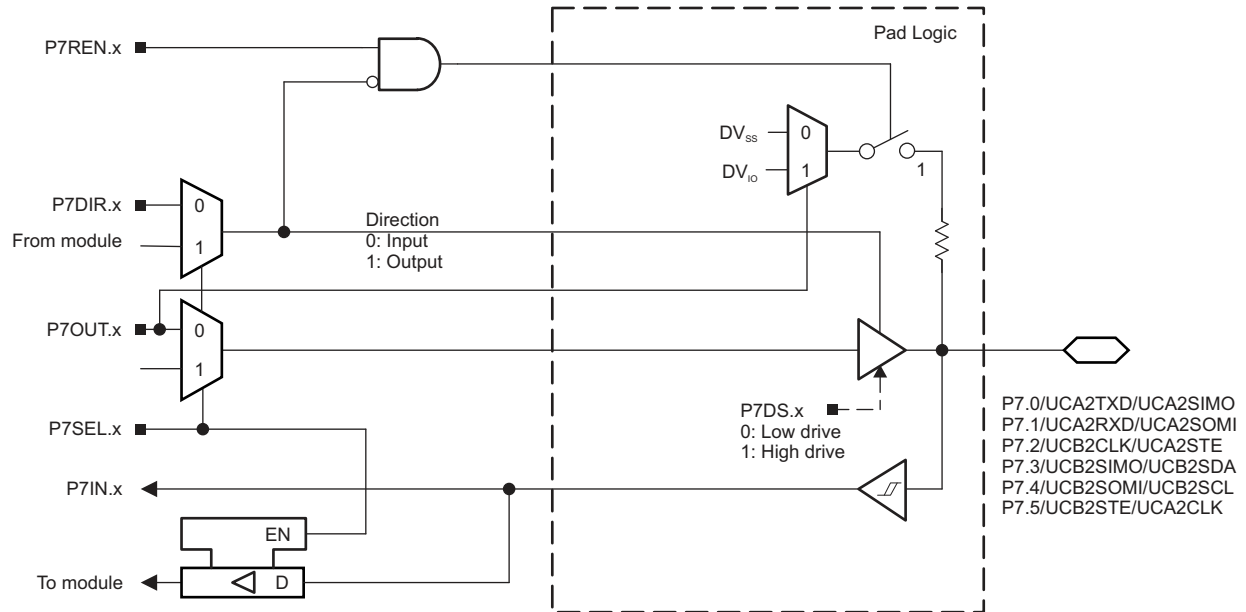 Pad Logic
P7REN.x
DVSS
0
DVIO
1
1
P7DIR.x
0
From module
1
Direction
0: Input
1: Output
P7OUT.x
0
1
P7DS.x
0: Low drive
1: High drive
P7SEL.x
P7IN.x
EN
To module
D
P7.0/UCA2TXD/UCA2SIMO
P7.1/UCA2RXD/UCA2SOMI
P7.2/UCB2CLK/UCA2STE
P7.3/UCB2SIMO/UCB2SDA
P7.4/UCB2SOMI/UCB2SCL
P7.5/UCB2STE/UCA2CLK